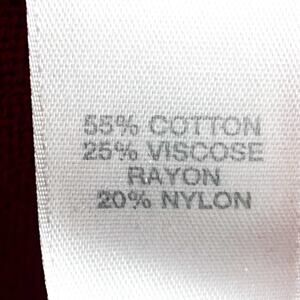 55% COTTON
25% VISCOSE
RAYON
20% NYLON